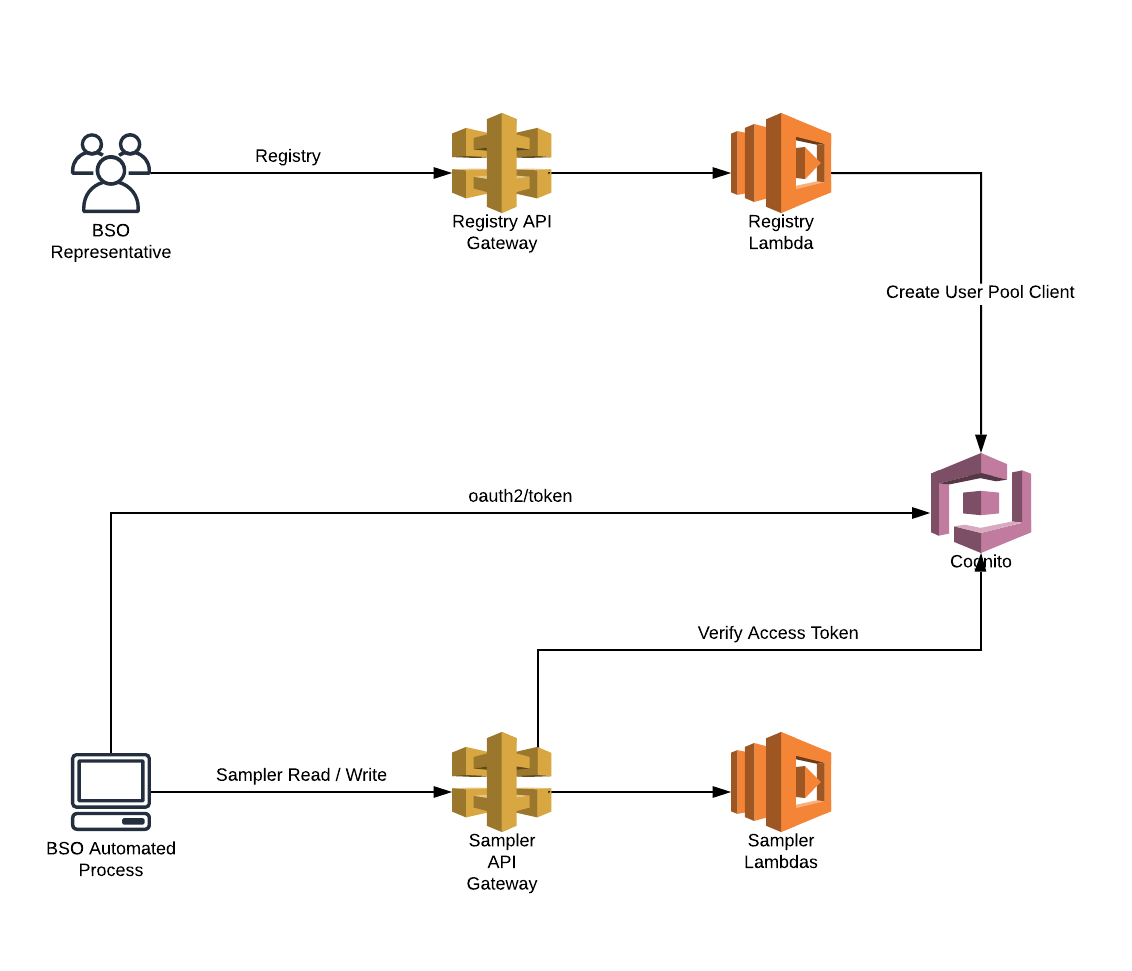 Registry
BSO
Representative
Registry API
Gateway
Registry
Lambda
Create User Pool Client
oauth2/token
Cognito
Verify Access Token
Sampler Read / Write
BSO Automated
Process
Sampler
API
Gateway
Sampler
Lambdas